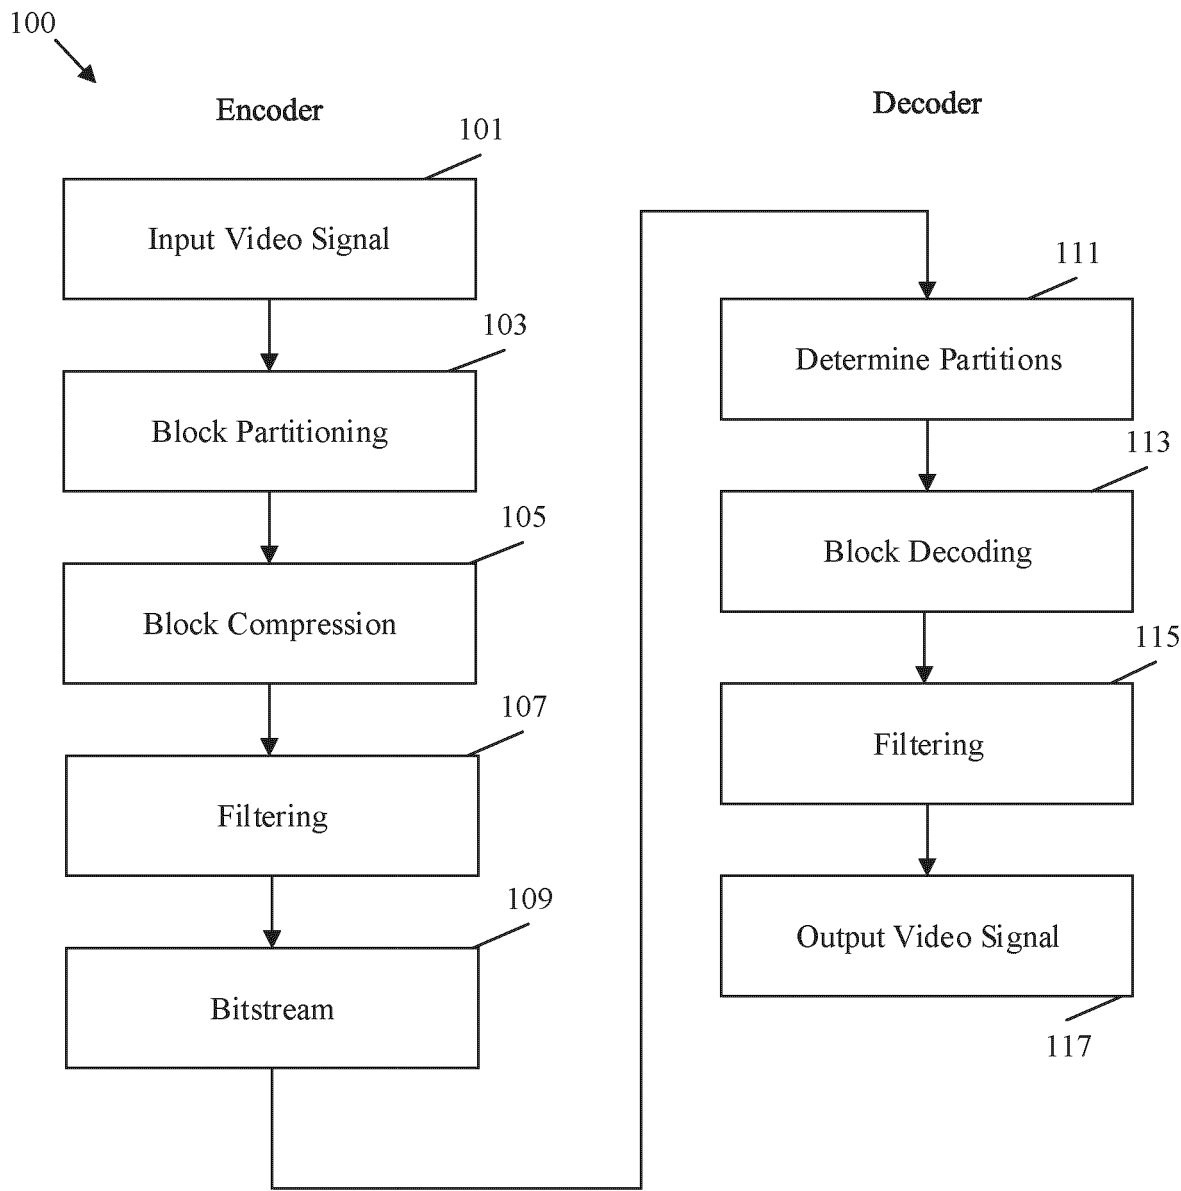 100
Encoder
101
Input Video Signal
103
Block Partitioning
105
Block Compression
107
Filtering
109
Bitstream
Decoder
111
Determine Partitions
113
Block Decoding
115
Filtering
Output Video Signal
117